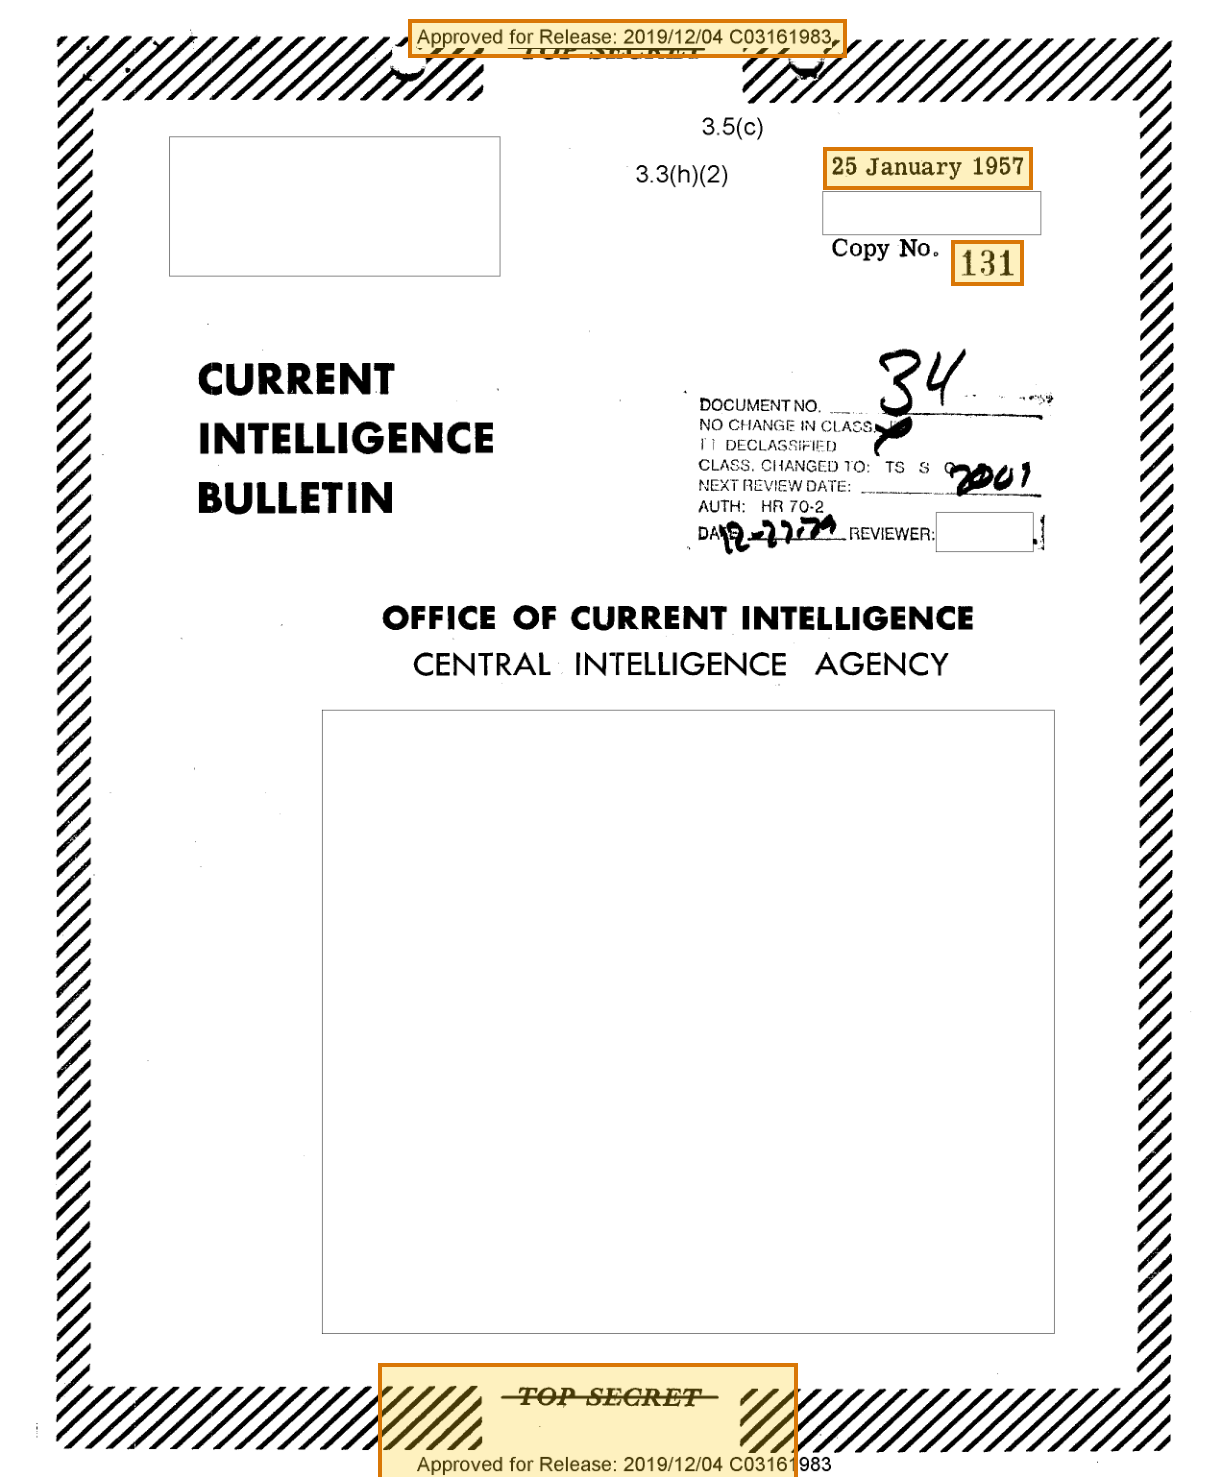 Approved for Release: 2019/12/04 C03161983
TOP SECRET
3.5(c)
3.3(h)(2)
25 January 1957
Copy No. 131
CURRENT
INTELLIGENCE
BULLETIN
34
DOCUMENT NO.
NO CHANGE IN CLASS.
DECLASSIFIED
CLASS. CHANGED TO: TS S
NEXT REVIEW DATE: 2001
AUTH: HR 70-2
REVIEWER:
OFFICE OF CURRENT INTELLIGENCE
CENTRAL INTELLIGENCE AGENCY
TOP SECRET
Approved for Release: 2019/12/04 C03161983